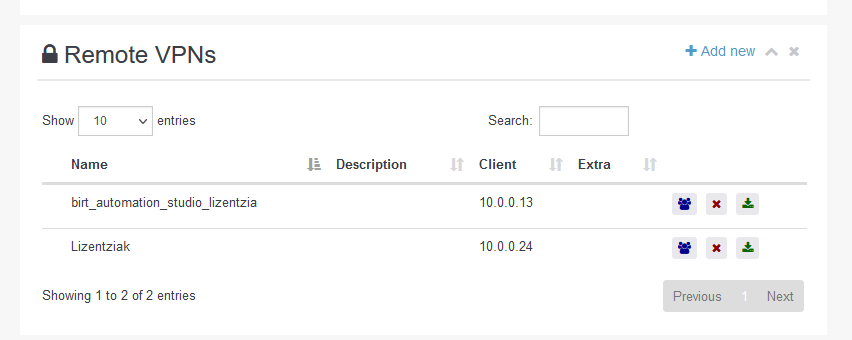 Remote VPNs
Add new
Show 10 entries Search:
Name Description Client Extra
birt_automation_studio_lizentzia 10.0.0.13
Lizentziak 10.0.0.24
Showing 1 to 2 of 2 entries Previous 1 Next